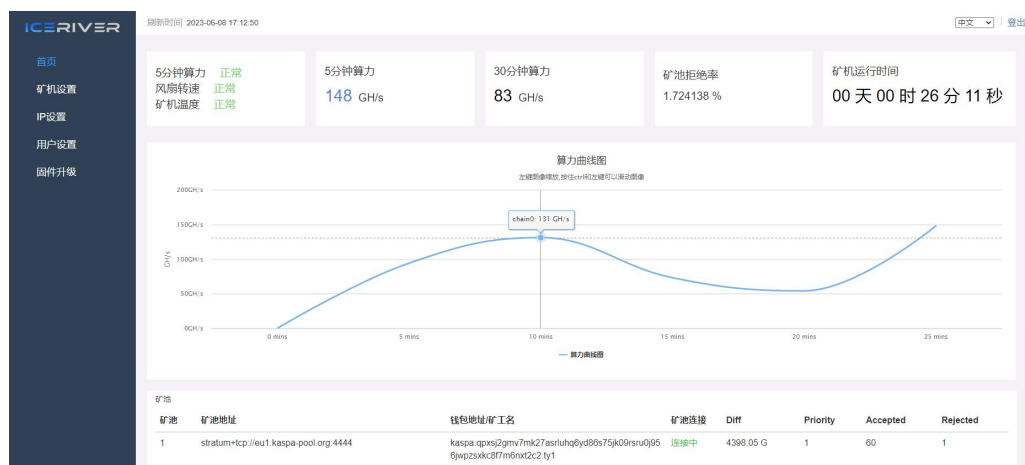 ICERIVER
刷新时间 2023-06-08 17:12:50
中文
登出
首页
矿机设置
IP设置
用户设置
固件升级
5分钟算力 正常
风扇转速 正常
矿机温度 正常
5分钟算力
148 GH/s
30分钟算力
83 GH/s
矿池拒绝率
1.724138 %
矿机运行时间
00 天 00 时 26 分 11 秒
算力曲线图
左键图像缩放,按住ctrl和左键可以滑动图像
200GH/s
150GH/s
100GH/s
50GH/s
0GH/s
GH/s
chain0: 131 GH/s
0 mins 5 mins 10 mins 15 mins 20 mins 25 mins
算力曲线图
矿池
矿池 矿池地址 钱包地址/矿工名 矿池连接 Diff Priority Accepted Rejected
1 stratum+tcp://eu1.kaspa-pool.org:4444 kaspa:qpxsj2gmv7mk27asrluhq6yd86s75jk09rsru0j95 连接中 4398.05 G 1 60 1
6jwpzsxkc8f7m6nxt2c2.ty1